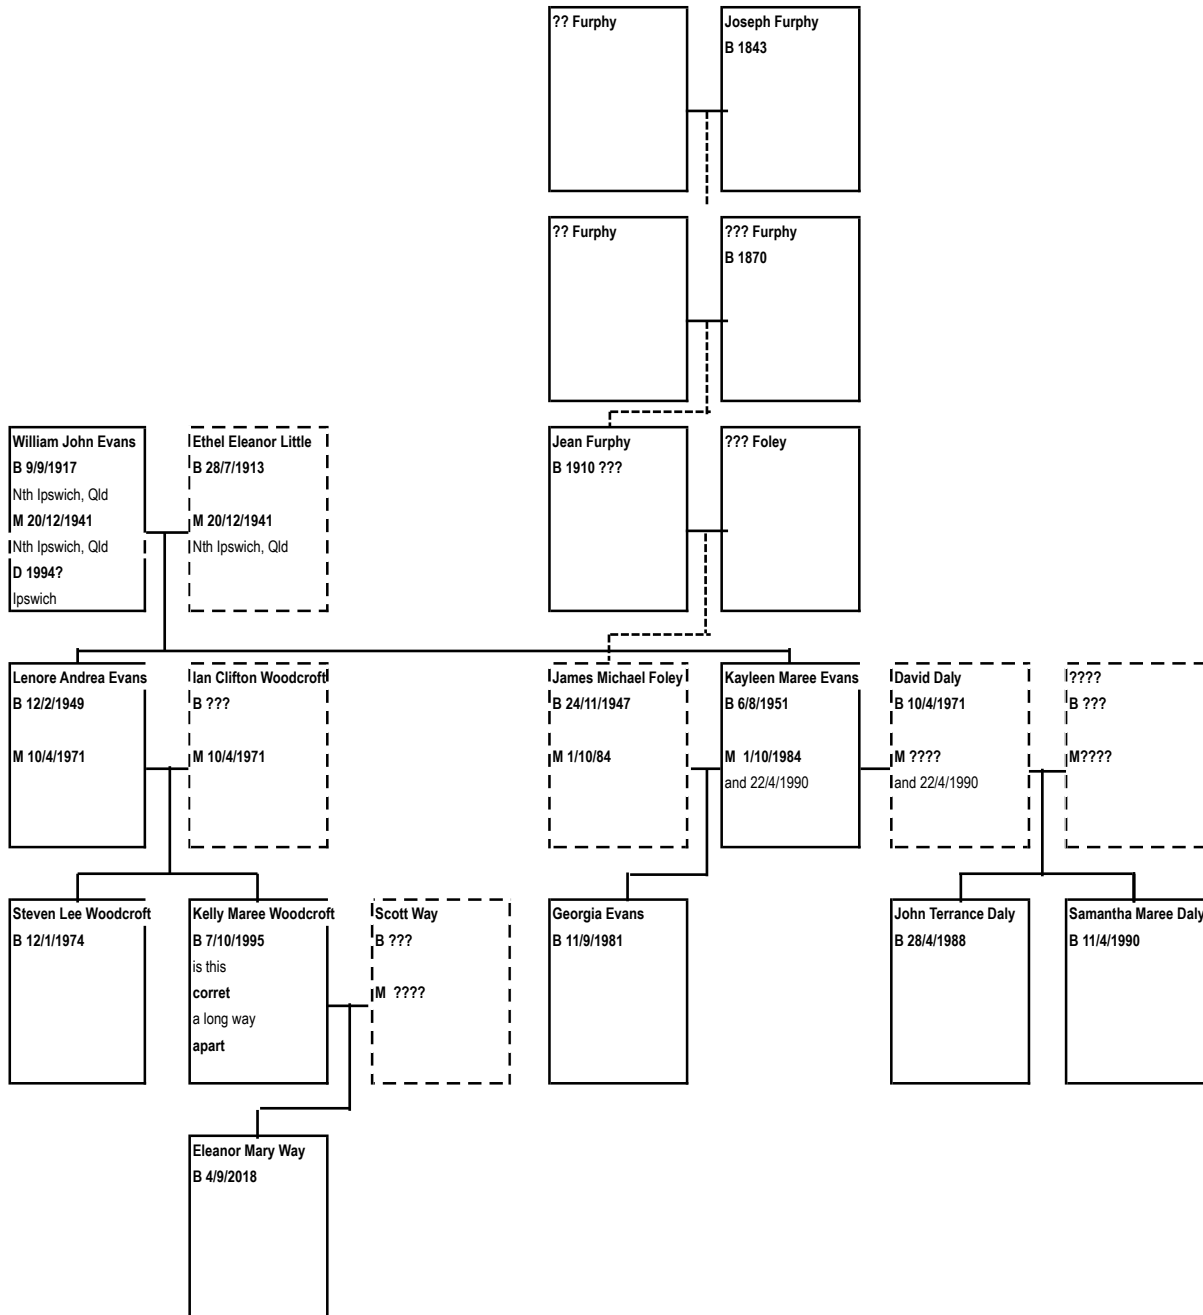 ?? Furphy
Joseph Furphy
B 1843
?? Furphy
??? Furphy
B 1870
William John Evans
B 9/9/1917
Nth Ipswich, Qld
M 20/12/1941
Nth Ipswich, Qld
D 1994?
Ipswich
Ethel Eleanor Little
B 28/7/1913
M 20/12/1941
Nth Ipswich, Qld
Jean Furphy
B 1910 ???
??? Foley
Lenore Andrea Evans
B 12/2/1949
M 10/4/1971
Ian Clifton Woodcroft
B ???
M 10/4/1971
James Michael Foley
B 24/11/1947
M 1/10/84
Kayleen Maree Evans
B 6/8/1951
M 1/10/1984
and 22/4/1990
David Daly
B 10/4/1971
M ????
and 22/4/1990
????
B ???
M????
Steven Lee Woodcroft
B 12/1/1974
Kelly Maree Woodcroft
B 7/10/1995
is this
corret
a long way
apart
Scott Way
B ???
M ????
Georgia Evans
B 11/9/1981
John Terrance Daly
B 28/4/1988
Samantha Maree Daly
B 11/4/1990
Eleanor Mary Way
B 4/9/2018